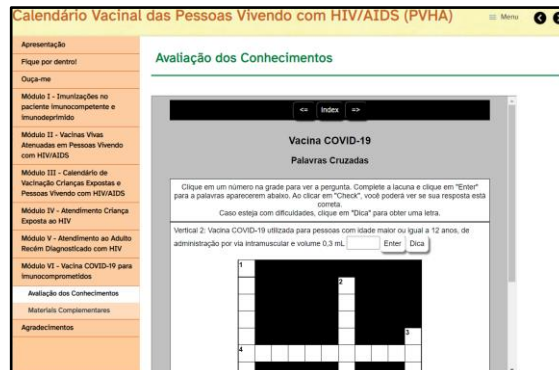 Calendário Vacinal das Pessoas Vivendo com HIV/AIDS (PVHA)
Menu
Apresentação
Fique por dentro!
Ouça-me
Módulo I - Imunizações no
paciente imunocompetente e
imunodeprimido
Módulo II - Vacinas Vivas
Atenuadas em Pessoas Vivendo
com HIV/AIDS
Módulo III - Calendário de
Vacinação Crianças Expostas e
Pessoas Vivendo com HIV/AIDS
Módulo IV - Atendimento Criança
Exposta ao HIV
Módulo V - Atendimento ao Adulto
Recém Diagnosticado com HIV
Módulo VI - Vacina COVID-19 para
imunocomprometidos
Avaliação dos Conhecimentos
Materiais Complementares
Agradecimentos
Avaliação dos Conhecimentos
<= Index =>
Vacina COVID-19
Palavras Cruzadas
Clique em um número na grade para ver a pergunta. Complete a lacuna e clique em "Enter"
para a palavras aparecerem abaixo. Ao clicar em "Check", você poderá ver se sua resposta está
correta.
Caso esteja com dificuldades, clique em "Dica" para obter uma letra.
Vertical 2: Vacina COVID-19 utilizada para pessoas com idade maior ou igual a 12 anos, de
administração por via intramuscular e volume 0,3 mL. Enter Dica
1
2
3
4